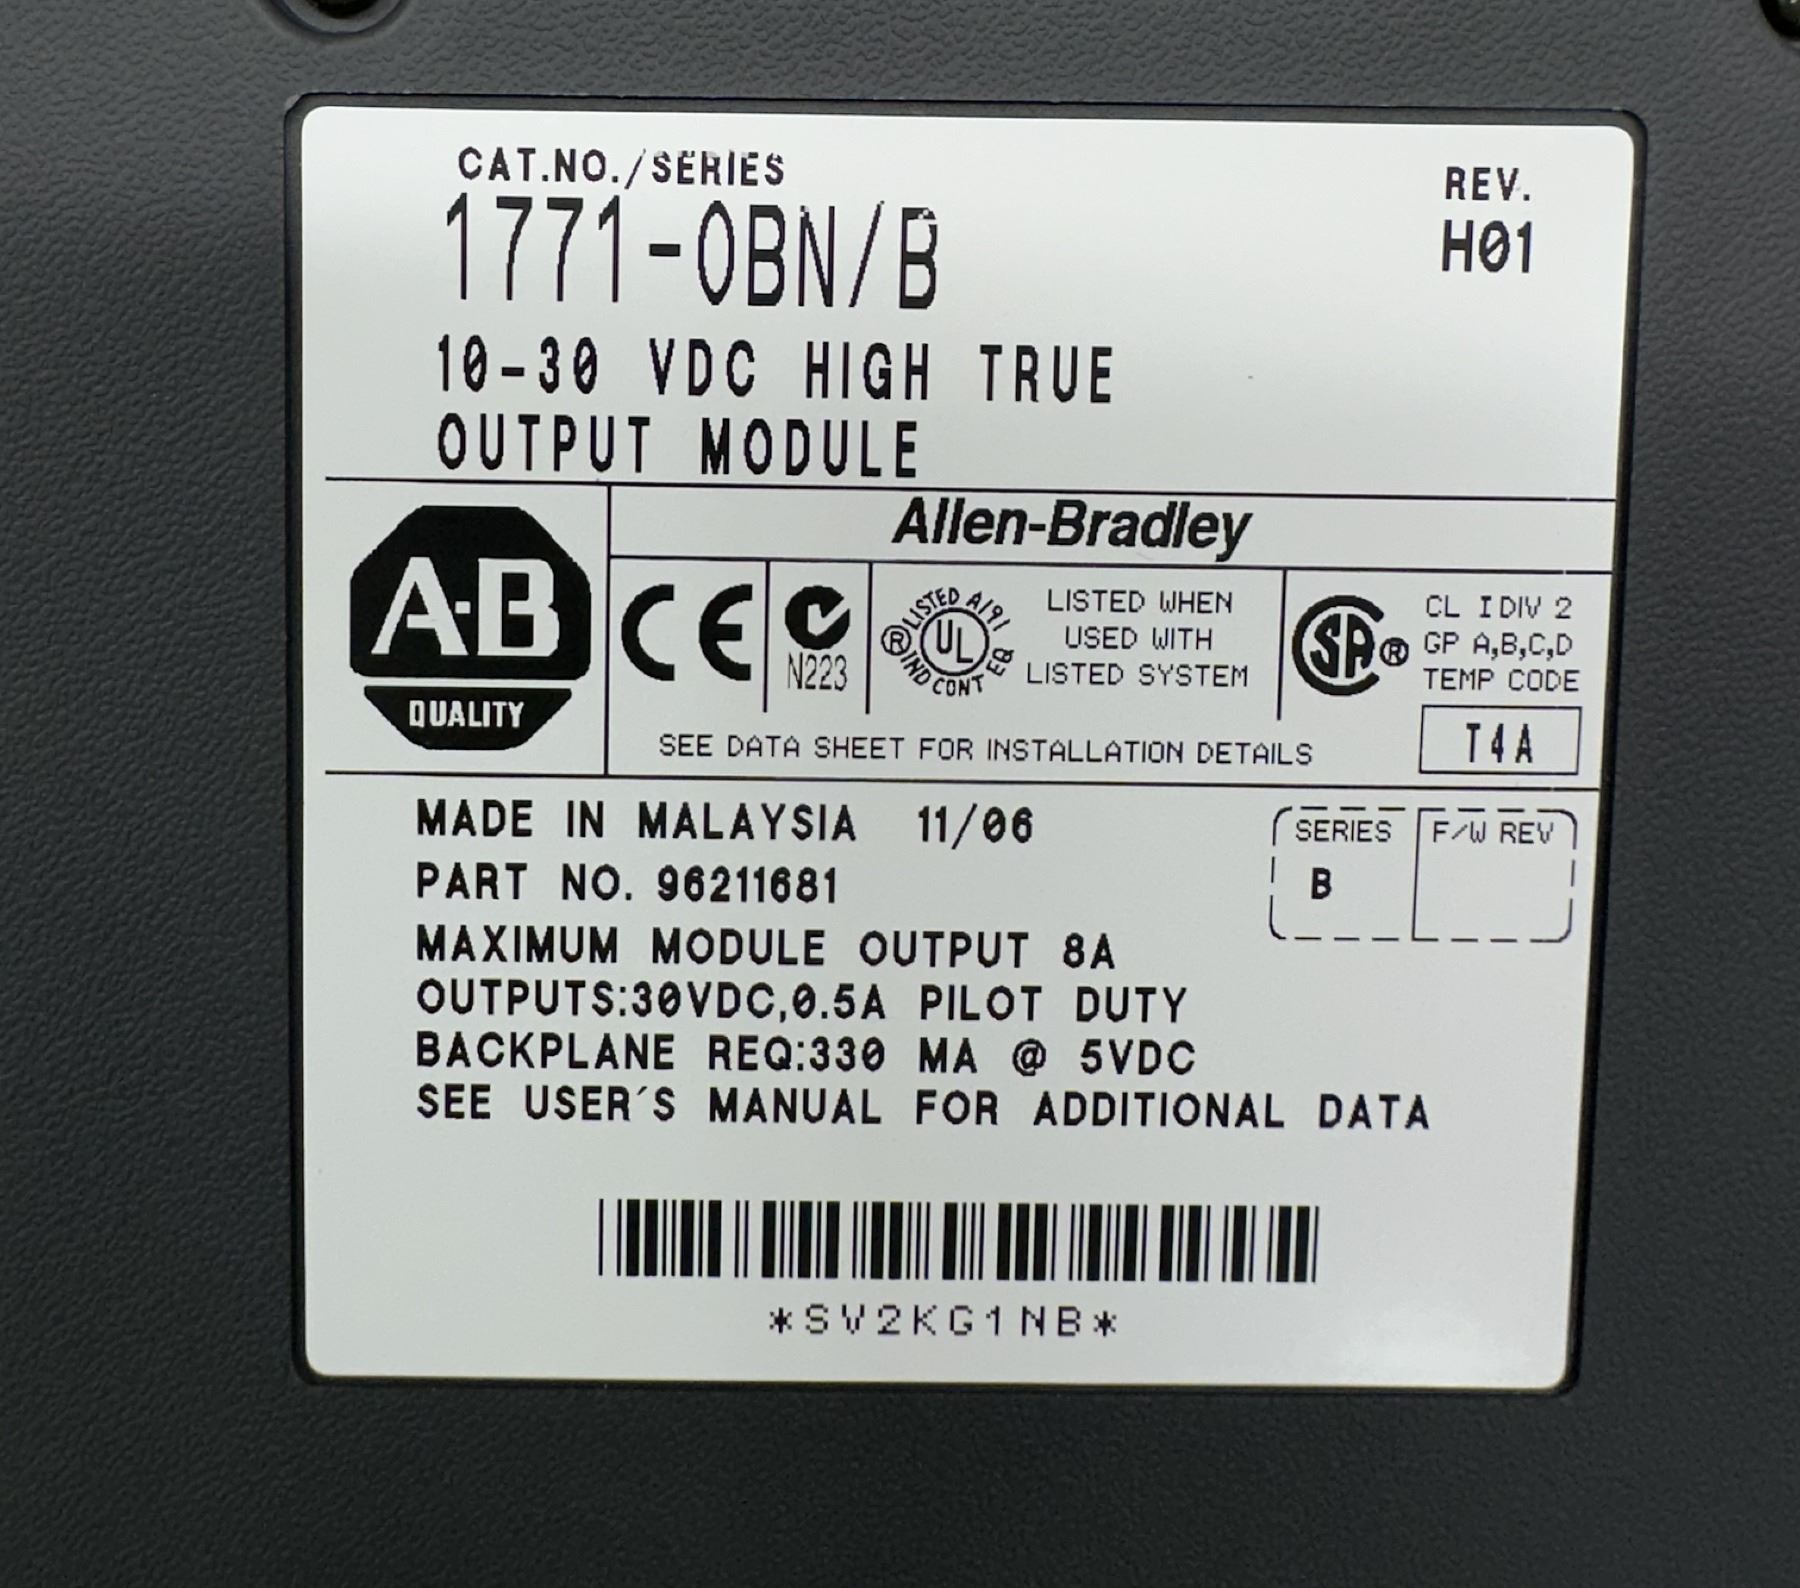 CAT.NO./SERIES
REV.
1771-OBN/B
H01
10-30 VDC HIGH TRUE
OUTPUT MODULE
A-B
QUALITY
Allen-Bradley
CE
N223
LISTED A191
UL
®
IND CONT EQ
LISTED WHEN
USED WITH
LISTED SYSTEM
SA ®
CL I DIV 2
GP A,B,C,D
TEMP CODE
T4A
SEE DATA SHEET FOR INSTALLATION DETAILS
MADE IN MALAYSIA 11/06
SERIES
F/W REV
B
PART NO. 96211681
MAXIMUM MODULE OUTPUT 8A
OUTPUTS:30VDC,0.5A PILOT DUTY
BACKPLANE REQ:330 MA @ 5VDC
SEE USER'S MANUAL FOR ADDITIONAL DATA
*SV2KG1NB*